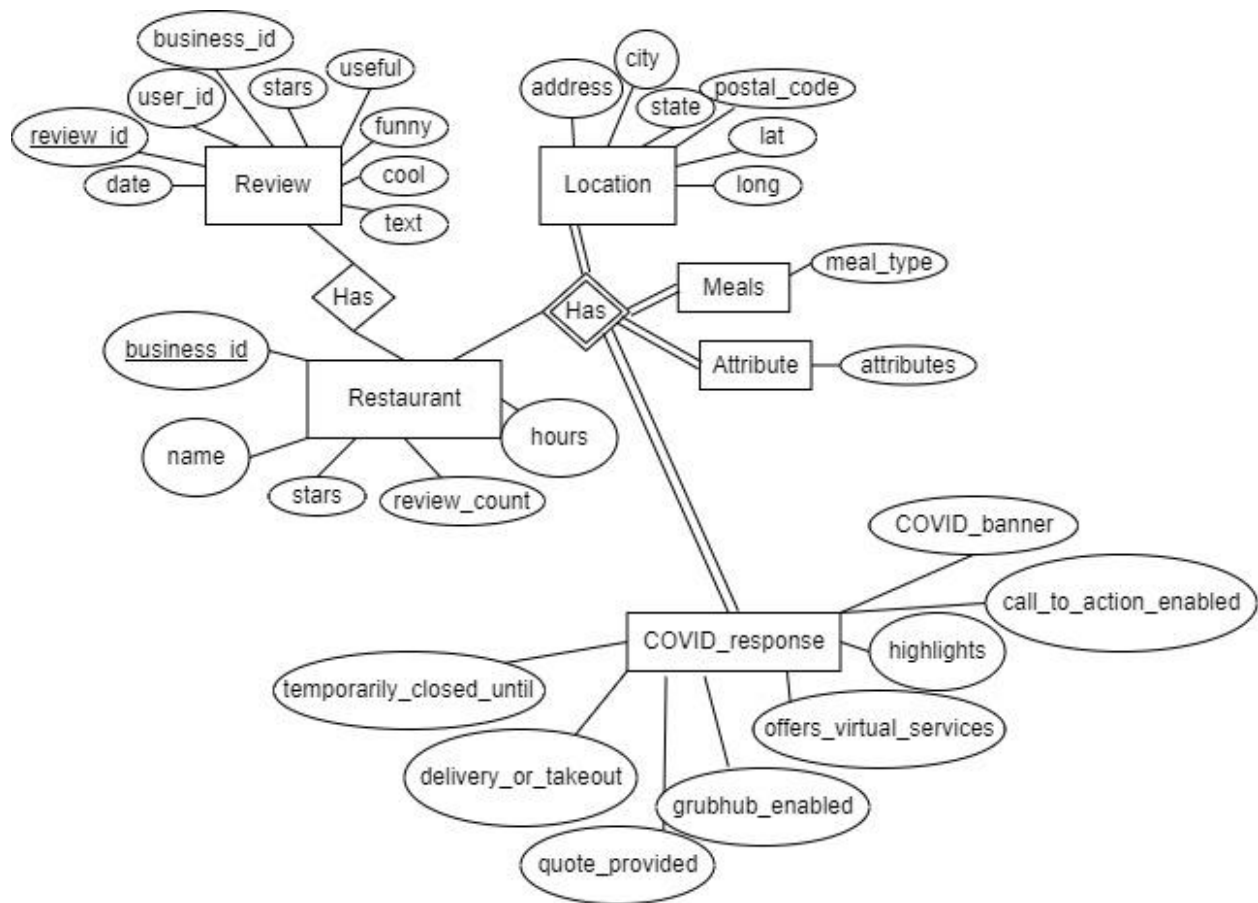 business_id
city
useful
stars
address
postal_code
user_id
state
funny
review_id
lat
Review
cool
Location
date
long
text
meal_type
Meals
Has
Has
business_id
Attribute
attributes
Restaurant
hours
name
stars
review_count
COVID_banner
call_to_action_enabled
COVID_response
highlights
temporarily_closed_until
offers_virtual_services
delivery_or_takeout
grubhub_enabled
quote_provided